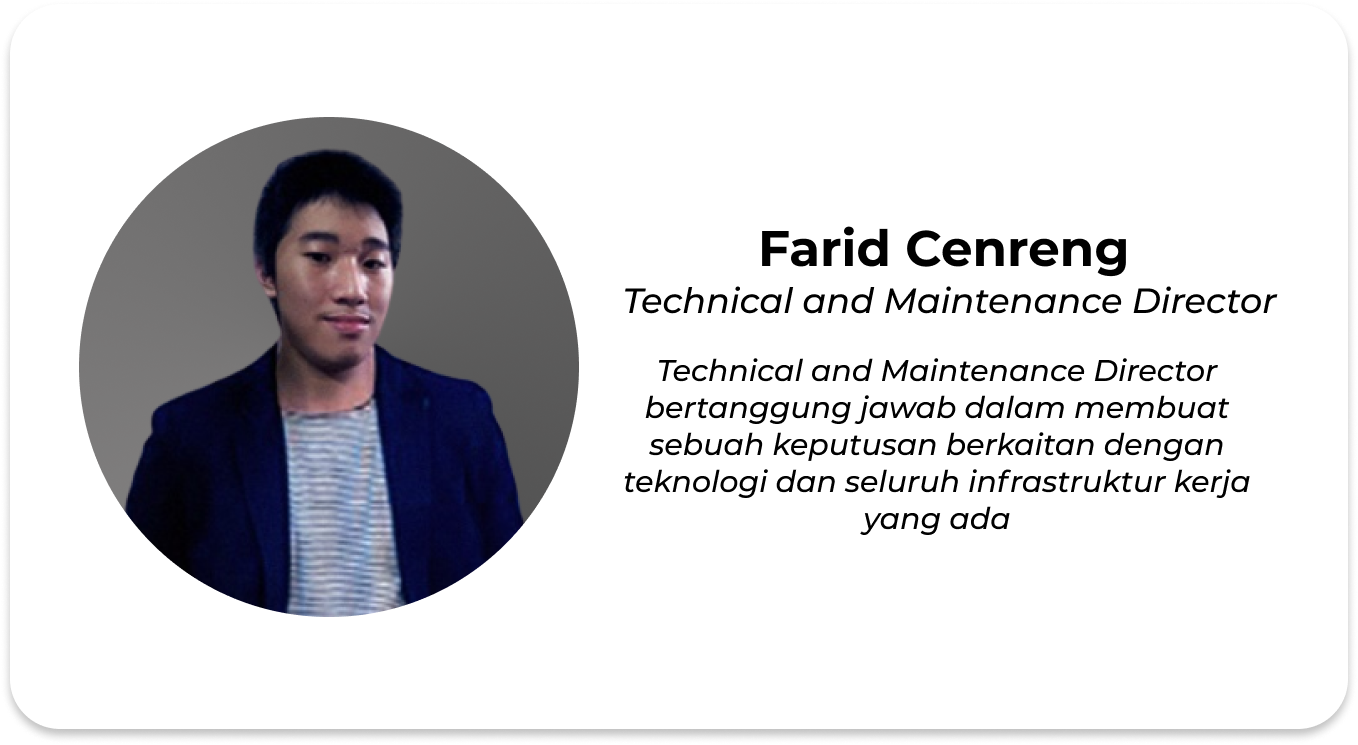 Farid Cenreng
Technical and Maintenance Director
Technical and Maintenance Director
bertanggung jawab dalam membuat
sebuah keputusan berkaitan dengan
teknologi dan seluruh infrastruktur kerja
yang ada